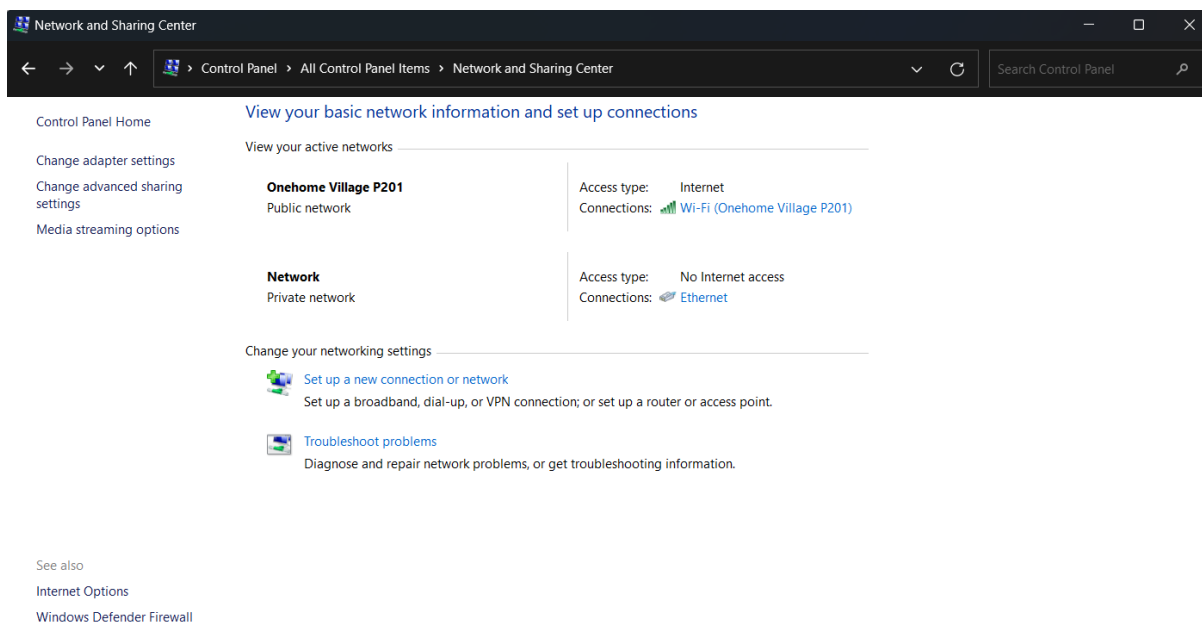 Network and Sharing Center
Control Panel > All Control Panel Items > Network and Sharing Center
Search Control Panel
Control Panel Home
Change adapter settings
Change advanced sharing
settings
Media streaming options
View your basic network information and set up connections
View your active networks
Onehome Village P201
Public network
Access type: Internet
Connections: Wi-Fi (Onehome Village P201)
Network
Private network
Access type: No Internet access
Connections: Ethernet
Change your networking settings
Set up a new connection or network
Set up a broadband, dial-up, or VPN connection; or set up a router or access point.
Troubleshoot problems
Diagnose and repair network problems, or get troubleshooting information.
See also
Internet Options
Windows Defender Firewall